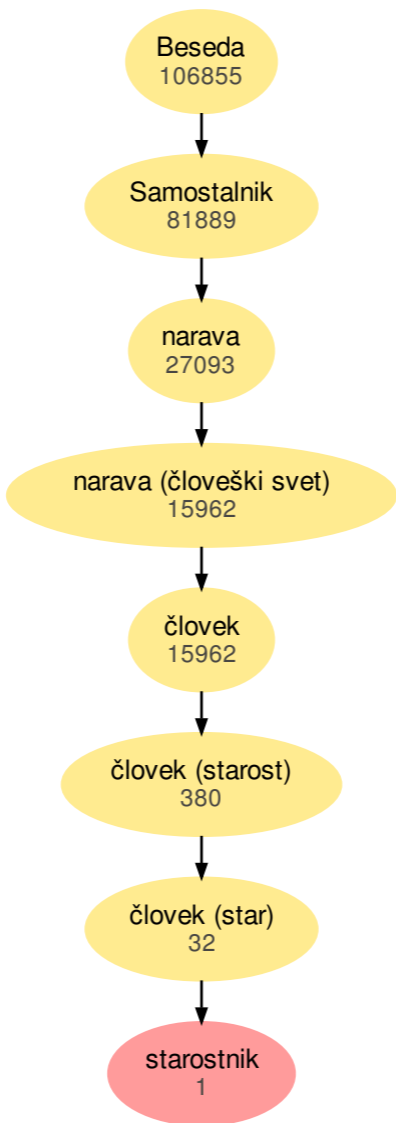 Beseda
106855
Samostalnik
81889
narava
27093
narava (človeški svet)
15962
človek
15962
človek (starost)
380
človek (star)
32
starostnik
1